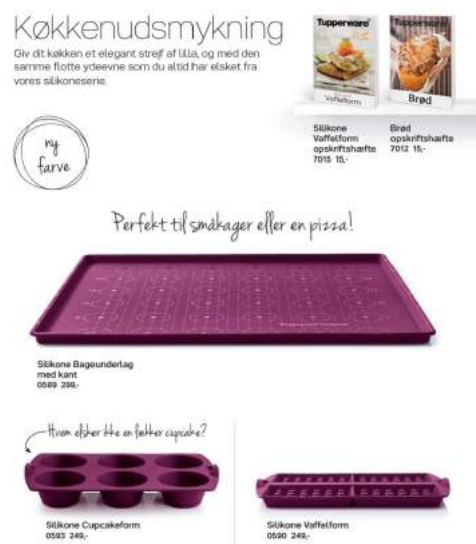 Køkkenudsmykning
Giv dit køkken et elegant strejf af lilla, og med den
samme flotte ydeevne som du altid har elsket fra
vores silikoneserie.
Tupperware
Vaffelform
Tupperware
Brød
Silikone
Vaffelform
opskriftshæfte
7015 15,-
Brød
opskriftshæfte
7012 15,-
ny
farve
Perfekt til småkager eller en pizza!
Tupperware
Silikone Bageunderlag
med kant
0589 299,-
Hvem elsker ikke en lækker cupcake?
Silikone Cupcakeform
0593 249,-
Silikone Vaffelform
0590 249,-